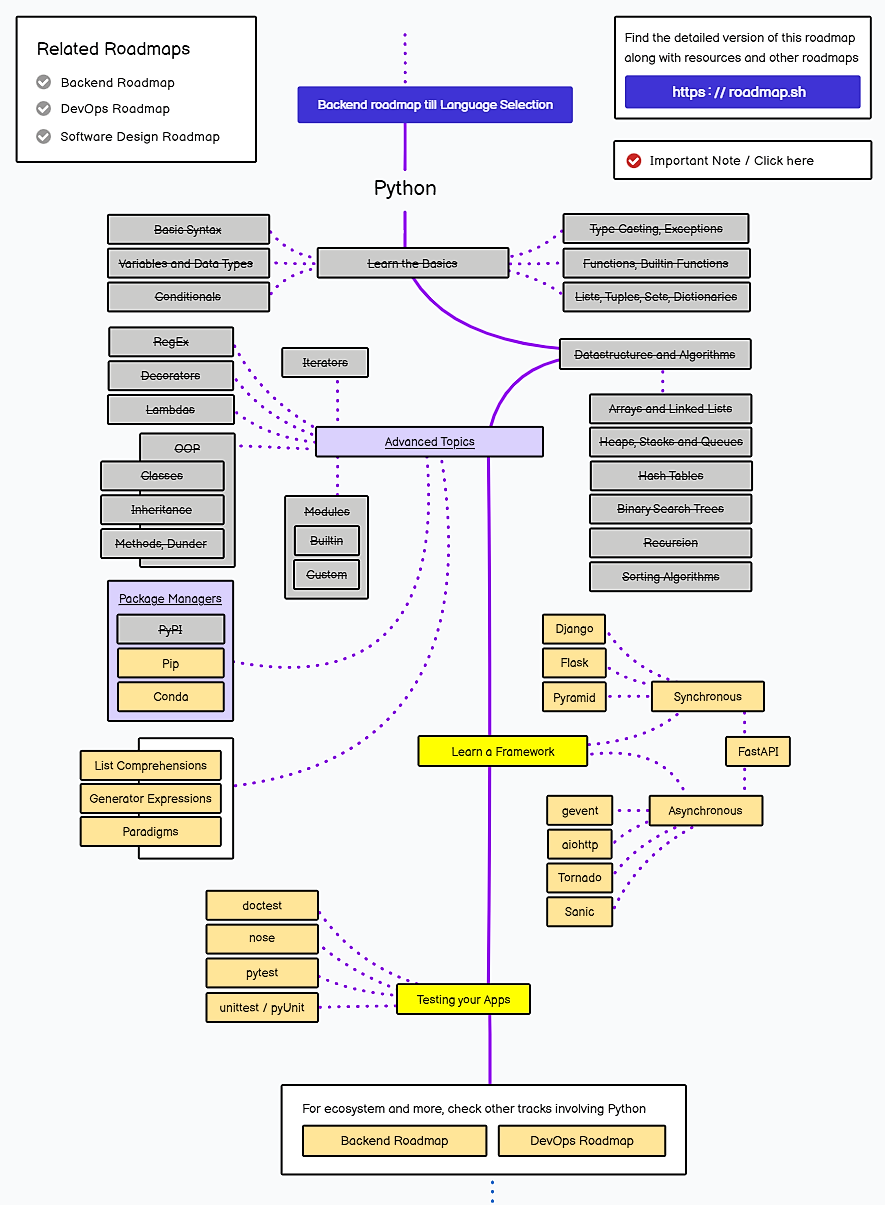 Related Roadmaps
Backend Roadmap
DevOps Roadmap
Software Design Roadmap
Find the detailed version of this roadmap
along with resources and other roadmaps
https://roadmap.sh
Important Note / Click here
Backend roadmap till Language Selection
Python
Basic Syntax
Variables and Data Types
Conditionals
Learn the Basics
Type Casting, Exceptions
Functions, Builtin Functions
Lists, Tuples, Sets, Dictionaries
Datastructures and Algorithms
Arrays and Linked Lists
Heaps, Stacks and Queues
Hash Tables
Binary Search Trees
Recursion
Sorting Algorithms
RegEx
Decorators
Lambdas
Iterators
Advanced Topics
OOP
Classes
Inheritance
Methods, Dunder
Modules
Builtin
Custom
Package Managers
PyPI
Pip
Conda
List Comprehensions
Generator Expressions
Paradigms
Learn a Framework
Django
Flask
Pyramid
Synchronous
FastAPI
Asynchronous
gevent
aiohttp
Tornado
Sanic
doctest
nose
pytest
unittest / pyUnit
Testing your Apps
For ecosystem and more, check other tracks involving Python
Backend Roadmap
DevOps Roadmap